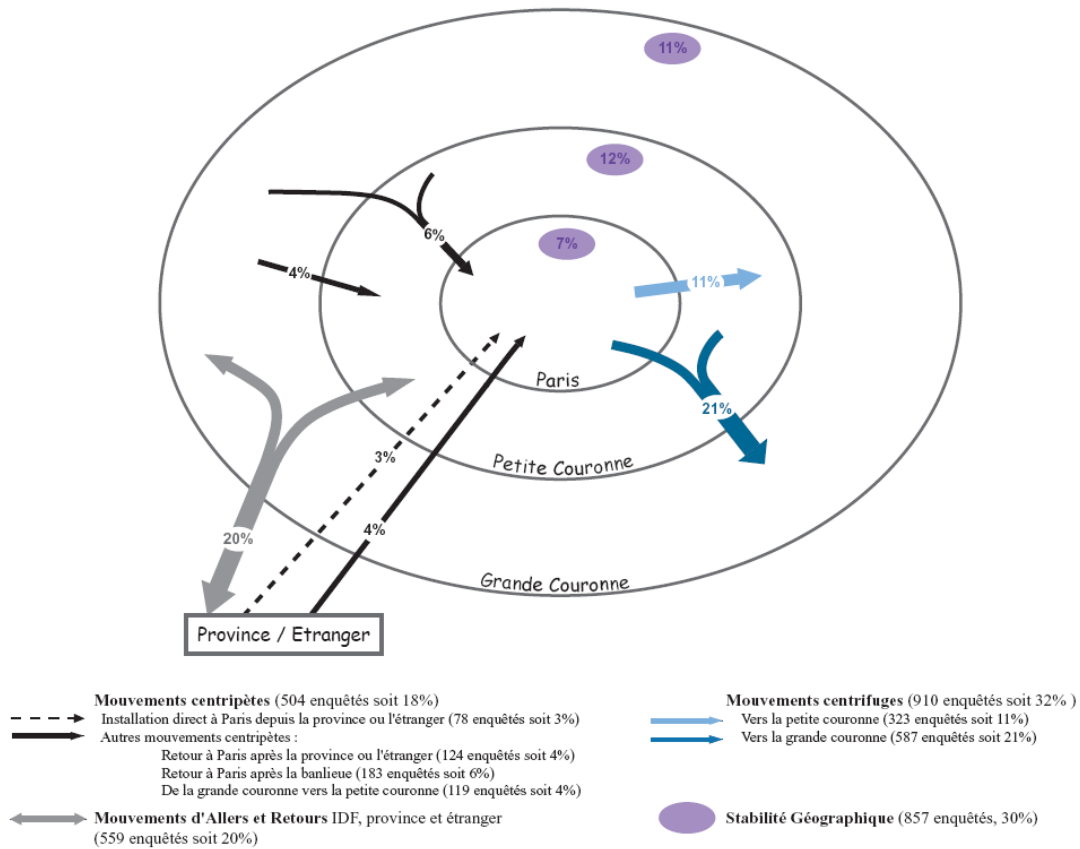 11%
12%
7%
6%
4%
11%
21%
3%
4%
20%
Paris
Petite Couronne
Grande Couronne
Province / Etranger
Mouvements centripètes (504 enquêtés soit 18%)
Installation direct à Paris depuis la province ou l'étranger (78 enquêtés soit 3%)
Autres mouvements centripètes :
Retour à Paris après la province ou l'étranger (124 enquêtés soit 4%)
Retour à Paris après la banlieue (183 enquêtés soit 6%)
De la grande couronne vers la petite couronne (119 enquêtés soit 4%)
Mouvements d'Allers et Retours IDF, province et étranger
(559 enquêtés soit 20%)
Mouvements centrifuges (910 enquêtés soit 32% )
Vers la petite couronne (323 enquêtés soit 11%)
Vers la grande couronne (587 enquêtés soit 21%)
Stabilité Géographique (857 enquêtés, 30%)